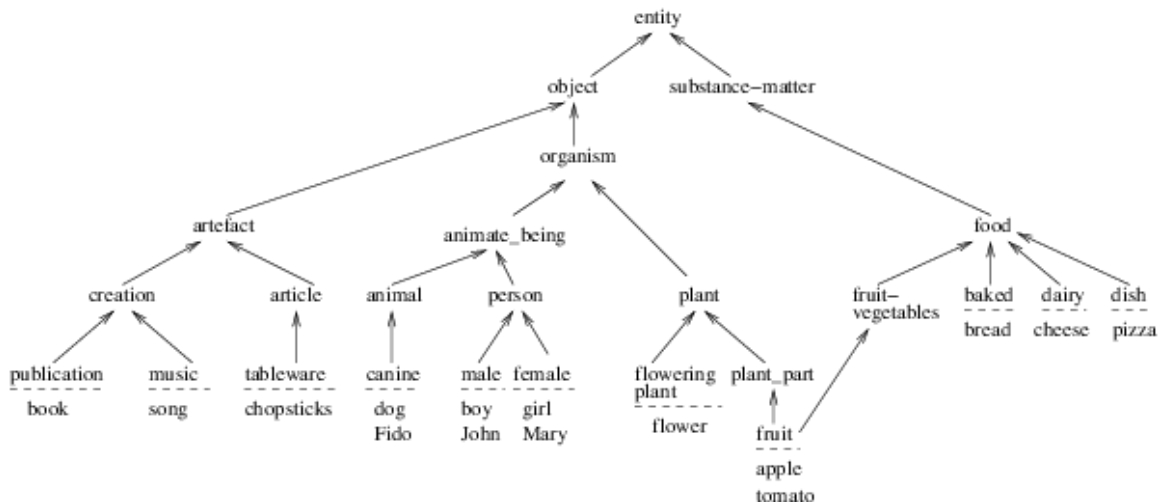 entity
object substance-matter
organism
artefact animate_being food
creation article animal person plant fruit- baked dairy dish
vegetables bread cheese pizza
publication music tableware canine male female flowering plant_part
plant
book song chopsticks dog boy girl flower fruit
Fido John Mary
apple
tomato